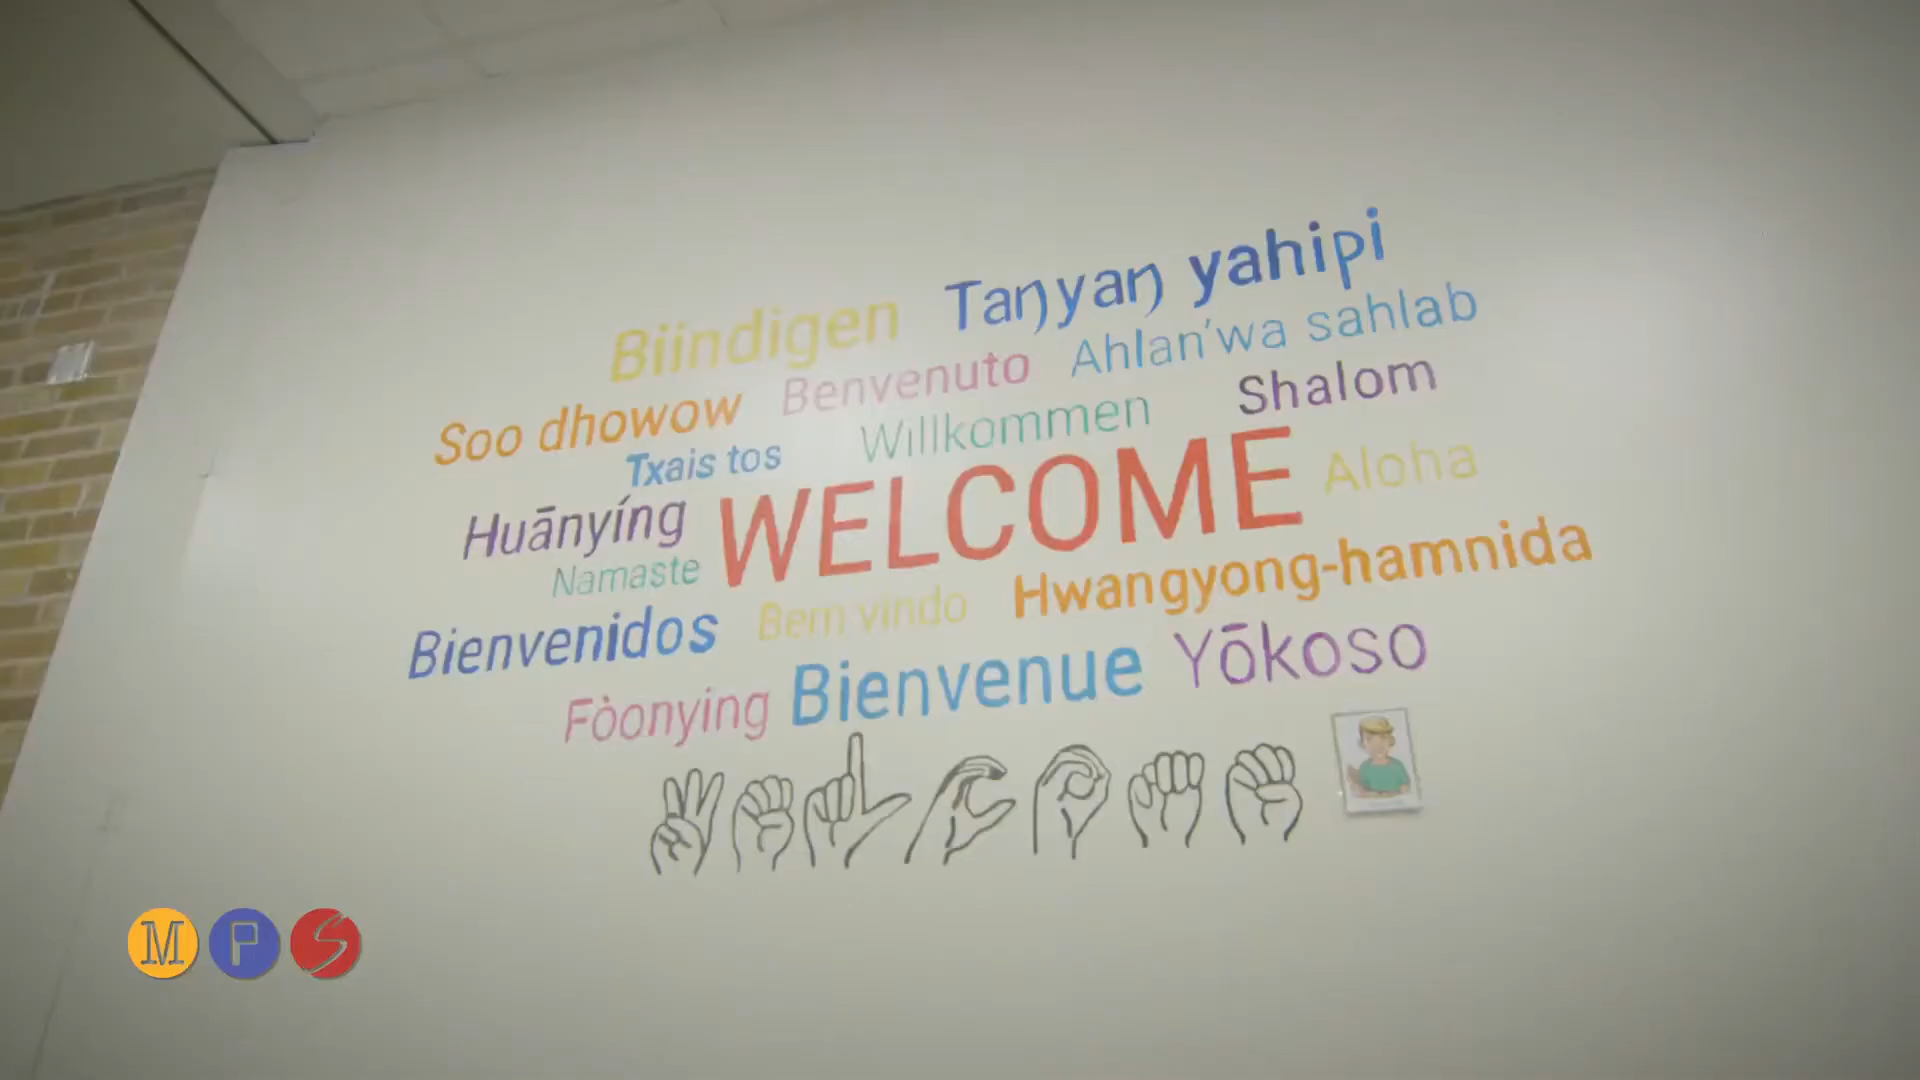 Biindigen Taŋyaŋ yahipi
Soo dhowow Benvenuto Ahlan'wa sahlab
Txais tos Willkommen Shalom
Huānyíng WELCOME Aloha
Namaste
Bienvenidos Bem vindo Hwangyong-hamnida
Fòonying Bienvenue Yōkoso
M P S